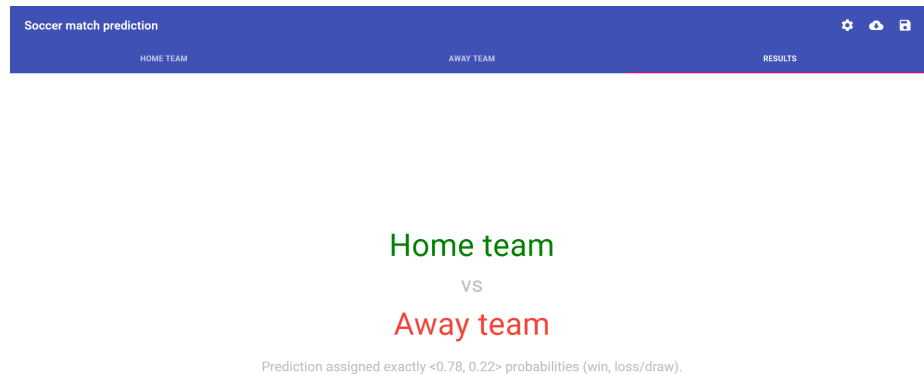 Soccer match prediction
HOME TEAM AWAY TEAM RESULTS
Home team
vs
Away team
Prediction assigned exactly <0.78, 0.22> probabilities (win, loss/draw).